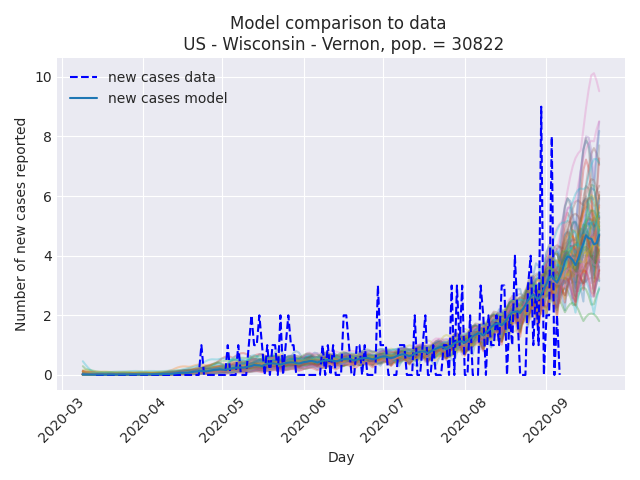 Model comparison to data
US - Wisconsin - Vernon, pop. = 30822
new cases data
new cases model
Number of new cases reported
10
8
6
4
2
0
2020-03
2020-04
2020-05
2020-06
2020-07
2020-08
2020-09
Day